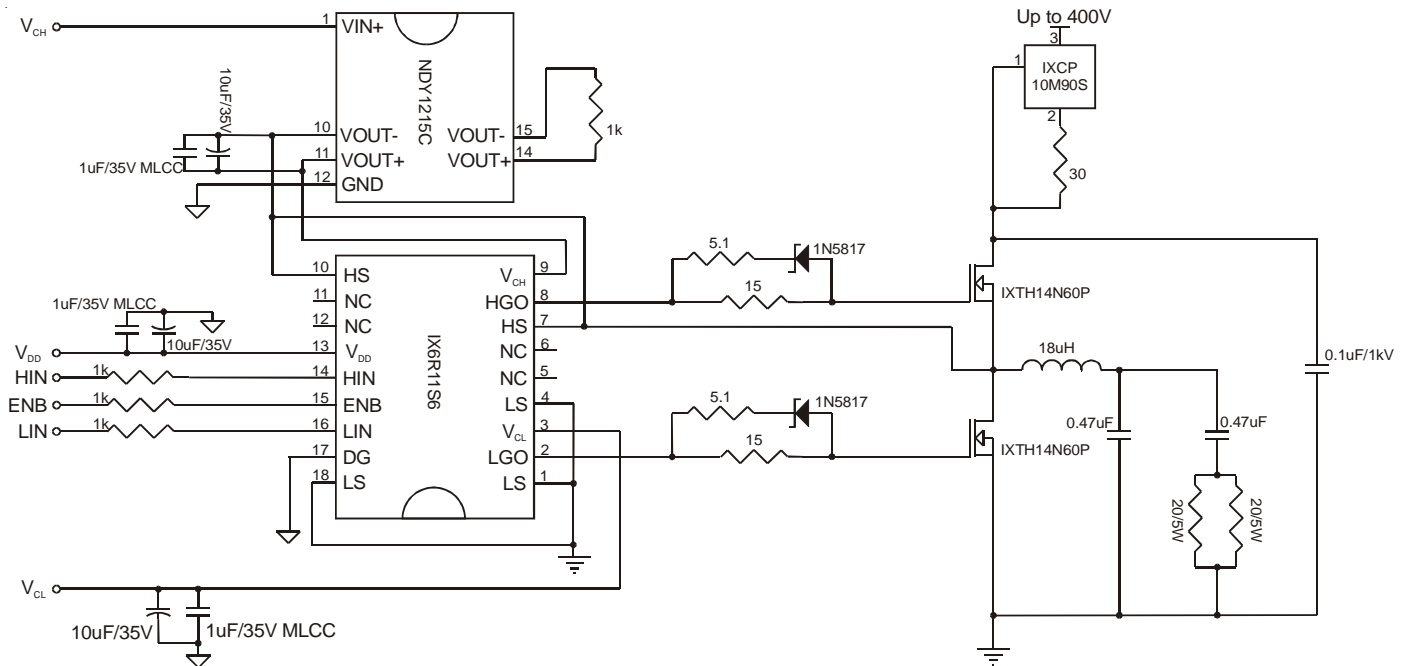 V_CH
1
VIN+
NDY1215C
10uF/35V
10
VOUT-
11
VOUT+
12
GND
1uF/35V MLCC
VOUT-
15
VOUT+
14
1k
Up to 400V
3
1
IXCP
10M90S
2
30
10
HS
11
NC
12
NC
13
V_DD
14
HIN
15
ENB
16
LIN
17
DG
18
LS
IX6R11S6
V_CH
9
HGO
8
HS
7
NC
6
NC
5
LS
4
V_CL
3
LGO
2
LS
1
1uF/35V MLCC
10uF/35V
V_DD
HIN
1k
ENB
1k
LIN
1k
5.1
1N5817
15
IXTH14N60P
5.1
1N5817
15
IXTH14N60P
18uH
0.47uF
0.47uF
20/5W
20/5W
0.1uF/1kV
V_CL
10uF/35V
1uF/35V MLCC